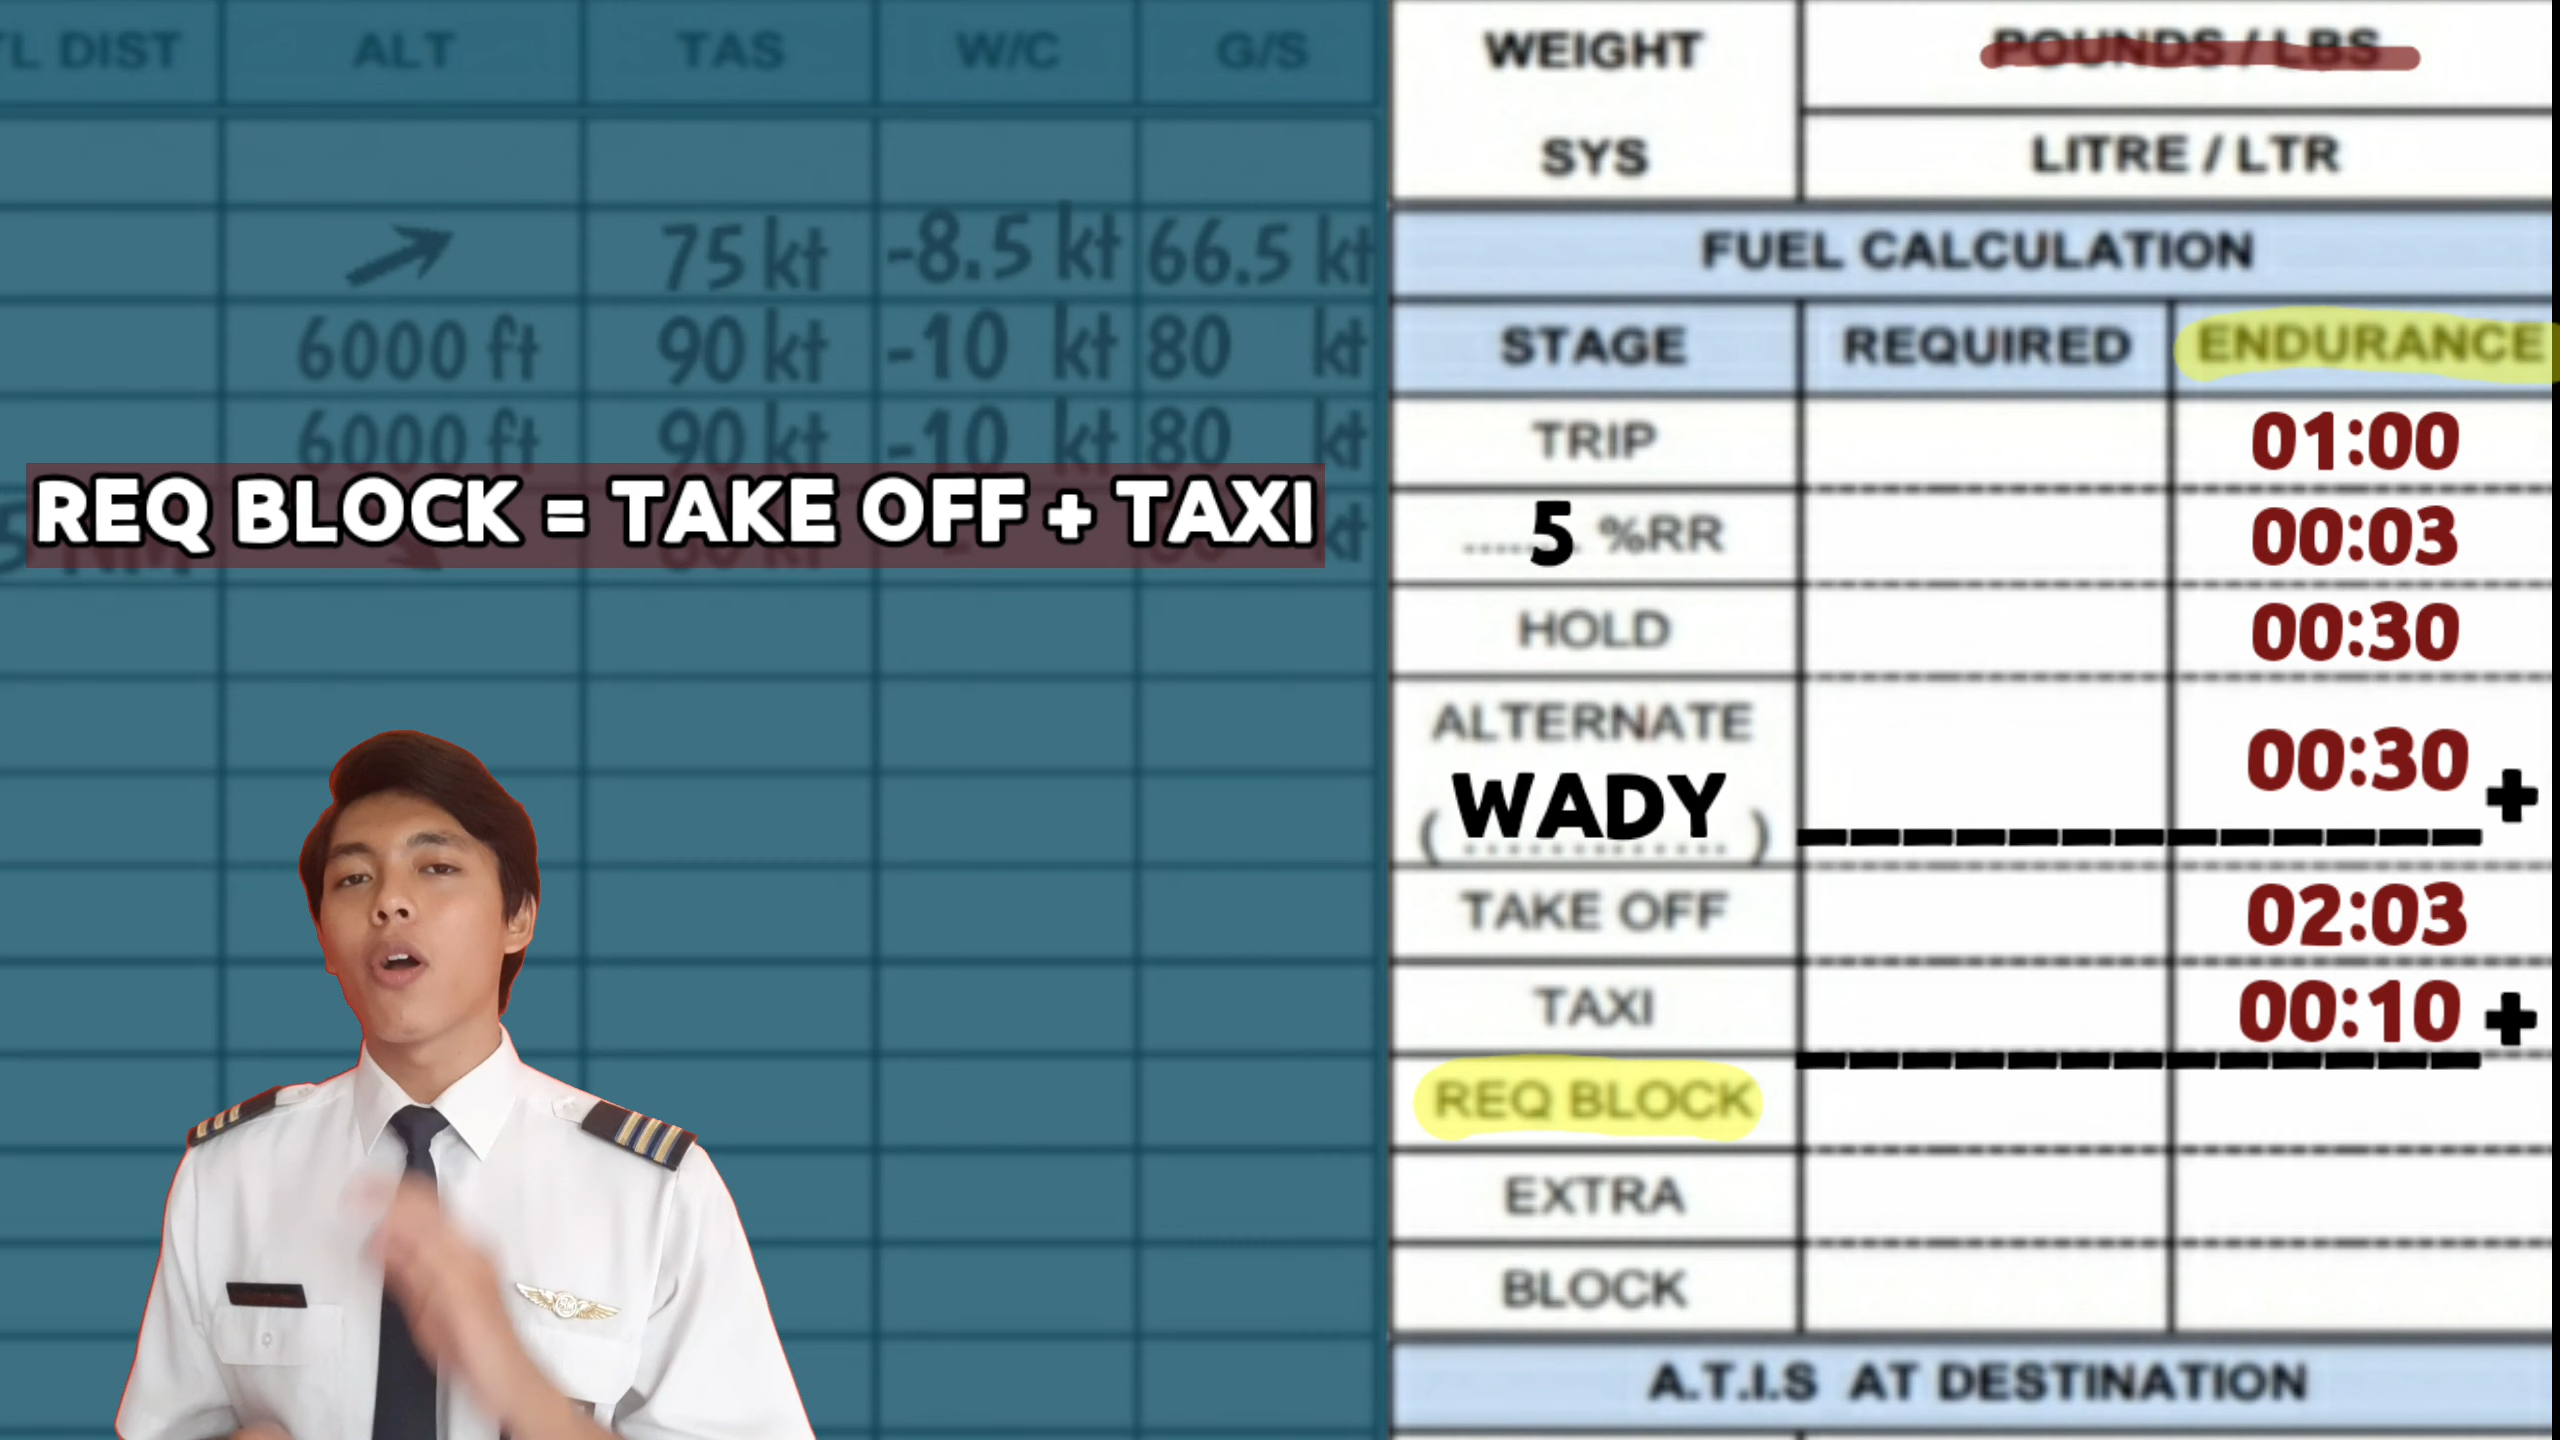 TL DIST ALT TAS W/C G/S
75 kt -8.5 kt 66.5 kt
6000 ft 90 kt -10 kt 80 kt
6000 ft 90 kt -10 kt 80 kt
REQ BLOCK = TAKE OFF + TAXI
WEIGHT SYS
POUNDS / LBS
LITRE / LTR
FUEL CALCULATION
STAGE REQUIRED ENDURANCE
TRIP 01:00
5 %RR 00:03
HOLD 00:30
ALTERNATE
(WADY) 00:30 +
TAKE OFF 02:03
TAXI 00:10 +
REQ BLOCK
EXTRA
BLOCK
A.T.I.S AT DESTINATION